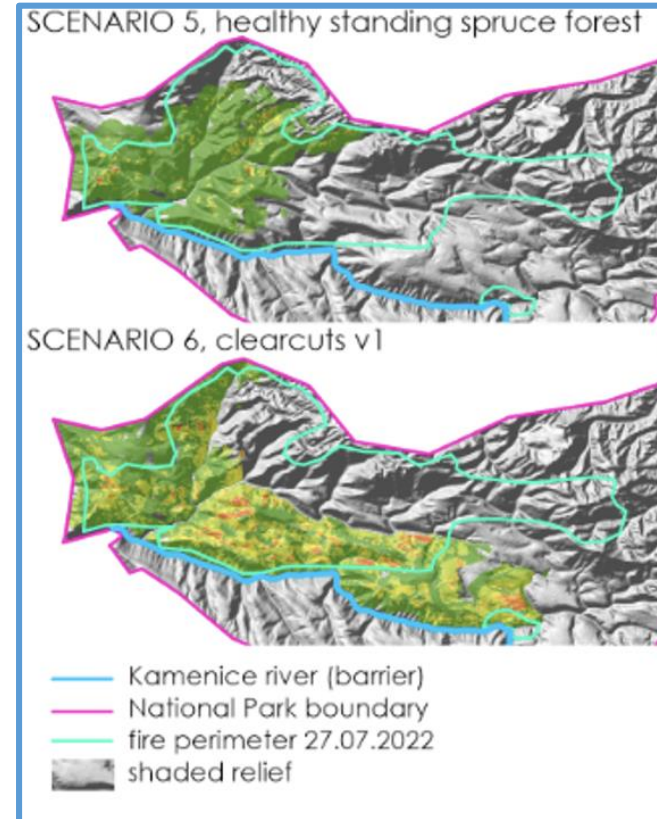 SCENARIO 5, healthy standing spruce forest
SCENARIO 6, clearcuts v1
Kamenice river (barrier)
National Park boundary
fire perimeter 27.07.2022
shaded relief